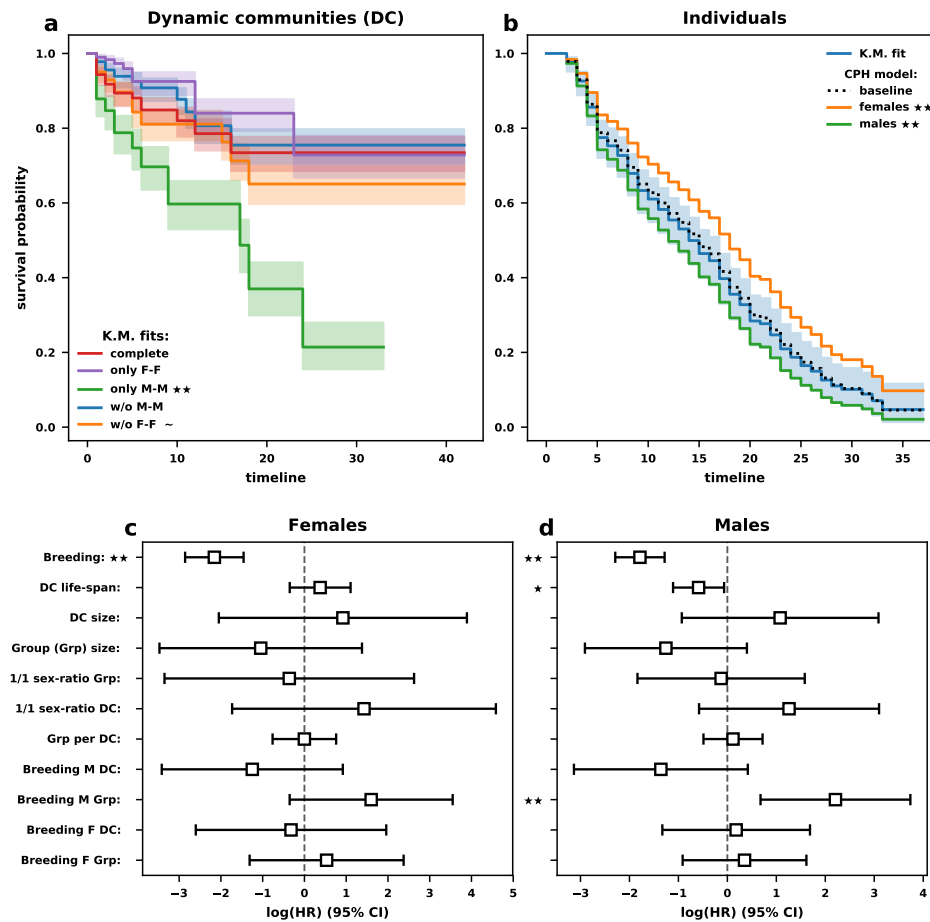 a Dynamic communities (DC)
1.0
0.8
0.6
0.4
0.2
0.0
survival probability
K.M. fits:
complete
only F-F
only M-M ★★
w/o M-M
w/o F-F ~
0 10 20 30 40
timeline
b Individuals
1.0
0.8
0.6
0.4
0.2
0.0
K.M. fit
CPH model:
baseline
females ★★
males ★★
0 5 10 15 20 25 30 35
timeline
c Females
Breeding: ★★
DC life-span:
DC size:
Group (Grp) size:
1/1 sex-ratio Grp:
1/1 sex-ratio DC:
Grp per DC:
Breeding M DC:
Breeding M Grp:
Breeding F DC:
Breeding F Grp:
−3 −2 −1 0 1 2 3 4 5
log(HR) (95% CI)
d Males
★★
★
★★
−3 −2 −1 0 1 2 3 4
log(HR) (95% CI)